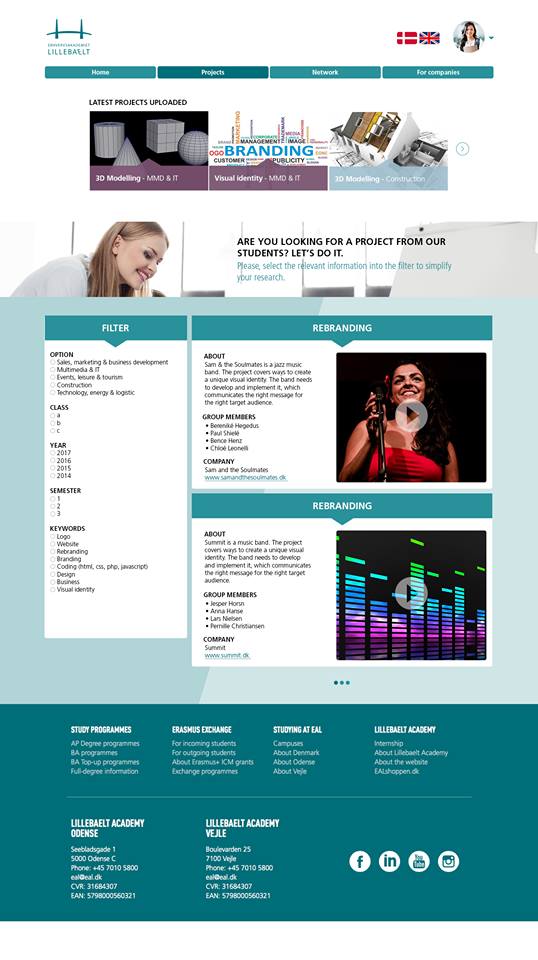 ERHVERVSAKADEMIET
LILLEBAELT
Home
Projects
Network
For companies
LATEST PROJECTS UPLOADED
MARKETING
TRADEMARK
CORPORATE
MEDIA
MANAGEMENT
IMAGE
LOGO
BRANDING
CUSTOMER
PUBLICITY
3D Modelling - MMD & IT
Visual identity - MMD & IT
3D Modelling - Construction
ARE YOU LOOKING FOR A PROJECT FROM OUR
STUDENTS? LET'S DO IT.
Please, select the relevant information into the filter to simplify
your research.
FILTER
OPTION
Sales, marketing & business development
Multimedia & IT
Events, leisure & tourism
Construction
Technology, energy & logistic
CLASS
a
b
c
YEAR
2017
2016
2015
2014
SEMESTER
1
2
3
KEYWORDS
Logo
Website
Rebranding
Branding
Coding (html, css, php, javascript)
Design
Business
Visual identity
REBRANDING
ABOUT
Sam & the Soulmates is a jazz music
band. The project covers ways to create
a unique visual identity. The band needs
to develop and implement it, which
communicates the right message for
the right target audience.
GROUP MEMBERS
• Bereniké Hegedus
• Paul Shielé
• Bence Henz
• Chloé Leonelli
COMPANY
Sam and the Soulmates
www.samandthesoulmates.dk
REBRANDING
ABOUT
Summit is a music band. The project
covers ways to create a unique visual
identity. The band needs to develop
and implement it, which communicates
the right message for the right target
audience.
GROUP MEMBERS
• Jesper Horsn
• Anna Hanse
• Lars Nielsen
• Pernille Christiansen
COMPANY
Summit
www.summit.dk
STUDY PROGRAMMES
AP Degree programmes
BA programmes
BA Top-up programmes
Full-degree information
ERASMUS EXCHANGE
For incoming students
For outgoing students
About Erasmus+ ICM grants
Exchange programmes
STUDYING AT EAL
Campuses
About Denmark
About Odense
About Vejle
LILLEBAELT ACADEMY
Internship
About Lillebaelt Academy
About the website
EALshoppen.dk
LILLEBAELT ACADEMY
ODENSE
Seebladsgade 1
5000 Odense C
Phone: +45 7010 5800
eal@eal.dk
CVR: 31684307
EAN: 5798000560321
LILLEBAELT ACADEMY
VEJLE
Boulevarden 25
7100 Vejle
Phone: +45 7010 5800
eal@eal.dk
CVR: 31684307
EAN: 5798000560321
f
in
You
Tube